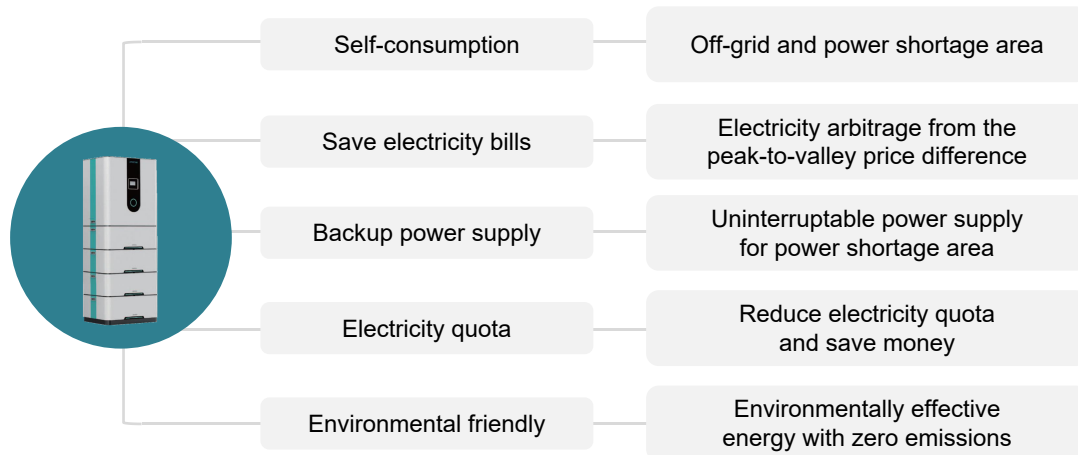 Self-consumption
Off-grid and power shortage area
Save electricity bills
Electricity arbitrage from the
peak-to-valley price difference
Backup power supply
Uninterruptable power supply
for power shortage area
Electricity quota
Reduce electricity quota
and save money
Environmental friendly
Environmentally effective
energy with zero emissions